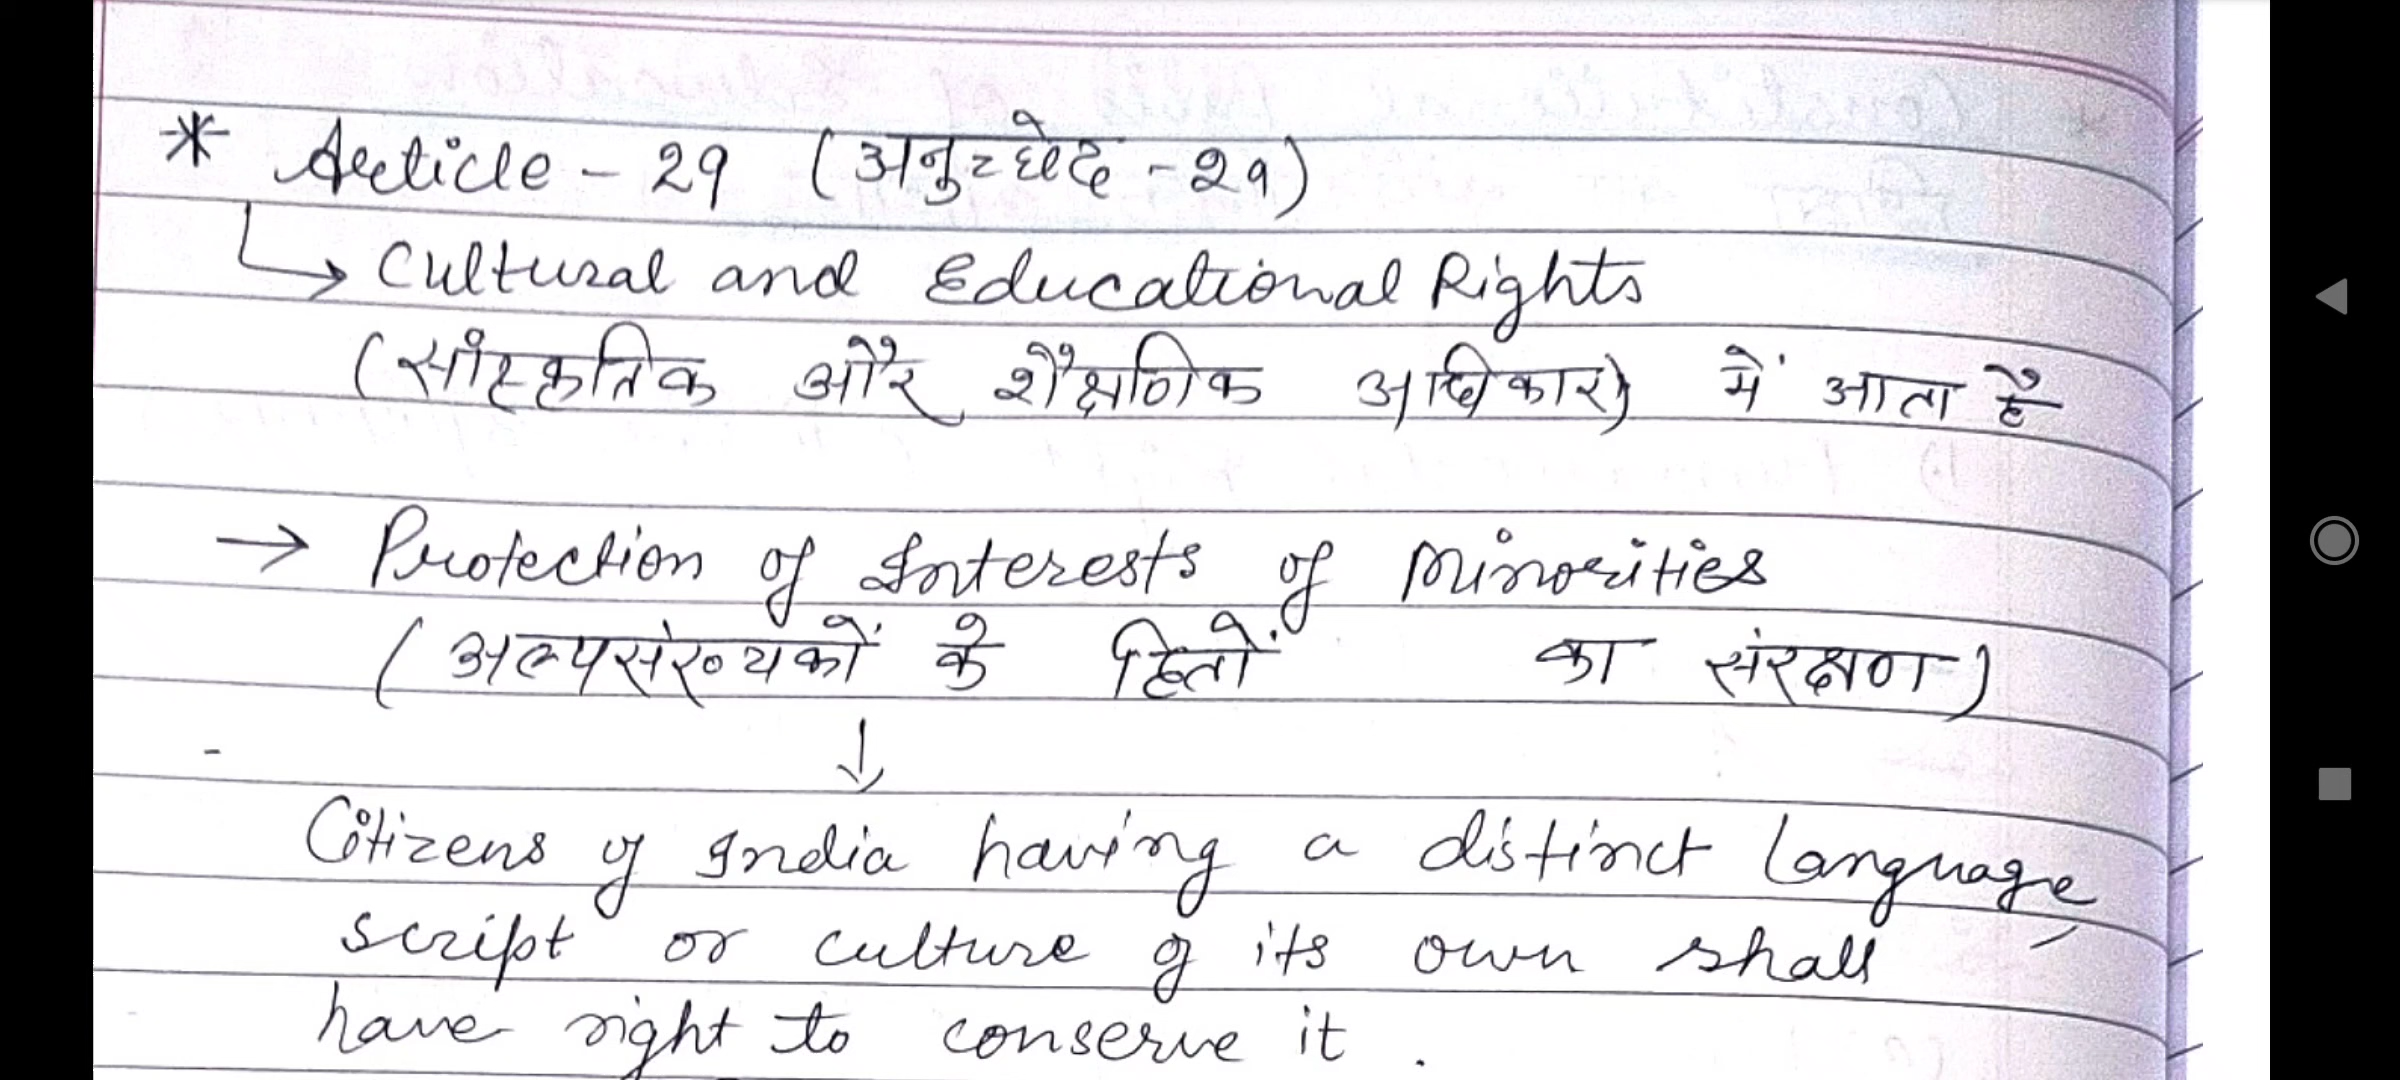 * Article - 29 (अनुच्छेद - 29)
↳ Cultural and Educational Rights
(सांस्कृतिक और शैक्षणिक अधिकार) में आता है
→ Protection of Interests of Minorities
(अल्पसंख्यकों के हितों का संरक्षण)
↓
Citizens of India having a distinct language,
script or culture of its own shall
have right to conserve it.